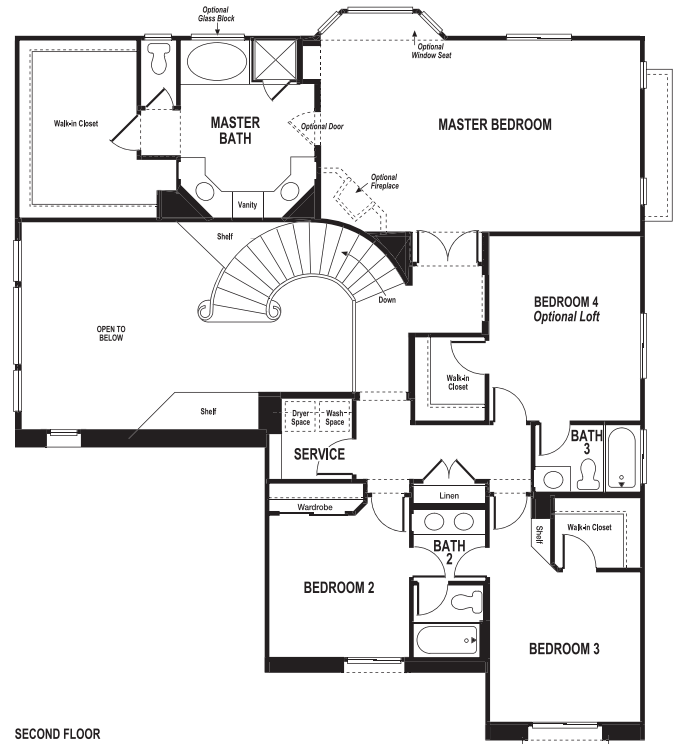 Optional
Glass Block
Optional
Window Seat
Walk-in Closet
MASTER
BATH
Optional Door
MASTER BEDROOM
Optional
Fireplace
Vanity
Shelf
Down
OPEN TO
BELOW
BEDROOM 4
Optional Loft
Walk-in
Closet
Shelf
Dryer
Space
Wash
Space
SERVICE
BATH
3
Linen
Wardrobe
Shelf
Walk-in Closet
BATH
2
BEDROOM 2
BEDROOM 3
SECOND FLOOR